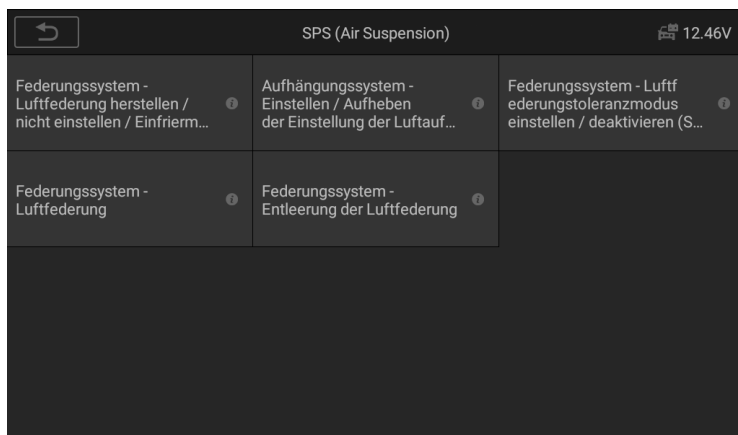 SPS (Air Suspension)
12.46V
Federungssystem -
Luftfederung herstellen /
nicht einstellen / Einfrierm...
Aufhängungssystem -
Einstellen / Aufheben
der Einstellung der Luftauf...
Federungssystem - Luftf
ederungstoleranzmodus
einstellen / deaktivieren (S...
Federungssystem -
Luftfederung
Federungssystem -
Entleerung der Luftfederung